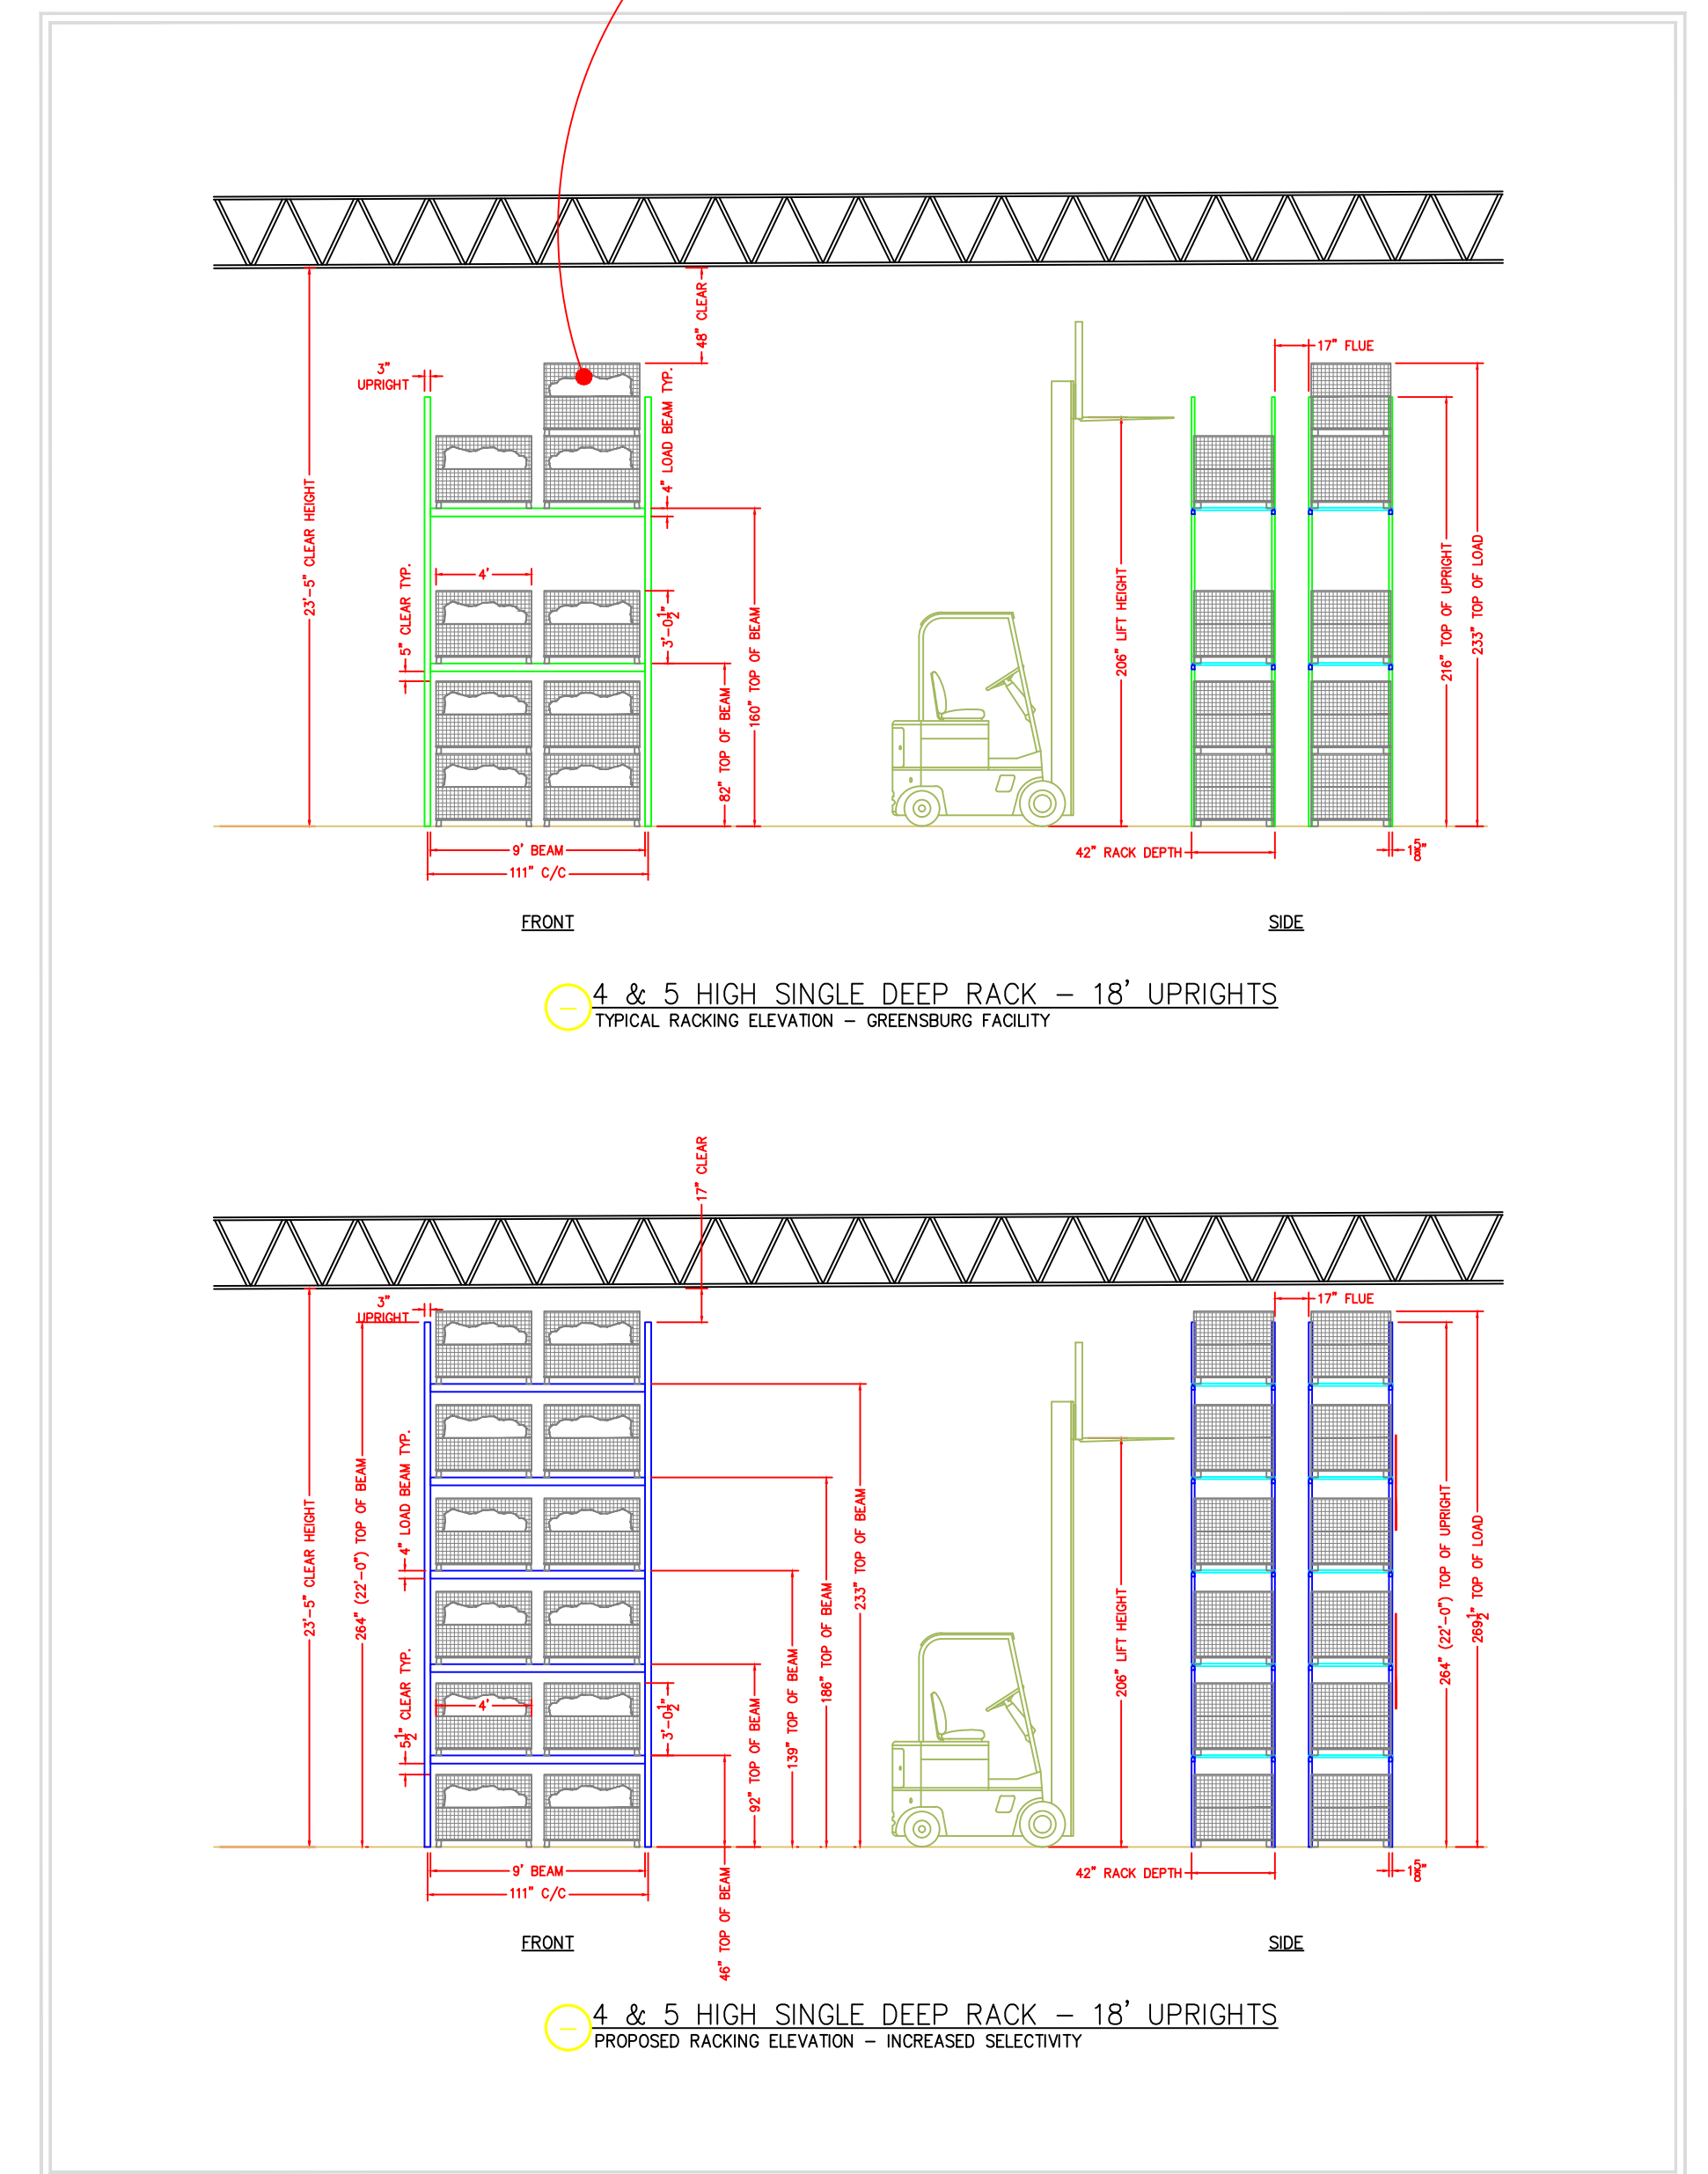 48" CLEAR
3"
UPRIGHT
17" FLUE
4" LOAD BEAM TYP.
23'-5" CLEAR HEIGHT
5" CLEAR TYP.
4'
3'-0½"
160" TOP OF BEAM
82" TOP OF BEAM
206" LIFT HEIGHT
216" TOP OF UPRIGHT
233" TOP OF LOAD
9' BEAM
111" C/C
42" RACK DEPTH
1⅝"
FRONT
SIDE
4 & 5 HIGH SINGLE DEEP RACK – 18' UPRIGHTS
TYPICAL RACKING ELEVATION – GREENSBURG FACILITY
17" CLEAR
3"
UPRIGHT
17" FLUE
23'-5" CLEAR HEIGHT
264" (22'-0") TOP OF BEAM
4" LOAD BEAM TYP.
5½" CLEAR TYP.
4'
3'-0½"
46" TOP OF BEAM
92" TOP OF BEAM
139" TOP OF BEAM
186" TOP OF BEAM
233" TOP OF BEAM
206" LIFT HEIGHT
264" (22'-0") TOP OF UPRIGHT
269½" TOP OF LOAD
9' BEAM
111" C/C
42" RACK DEPTH
1⅝"
FRONT
SIDE
4 & 5 HIGH SINGLE DEEP RACK – 18' UPRIGHTS
PROPOSED RACKING ELEVATION – INCREASED SELECTIVITY